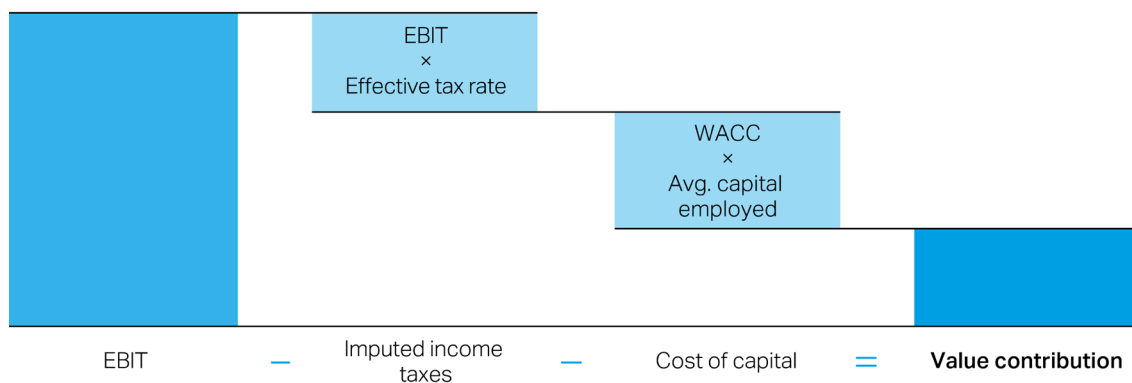 EBIT
×
Effective tax rate
WACC
×
Avg. capital
employed
EBIT
–
Imputed income
taxes
–
Cost of capital
=
Value contribution